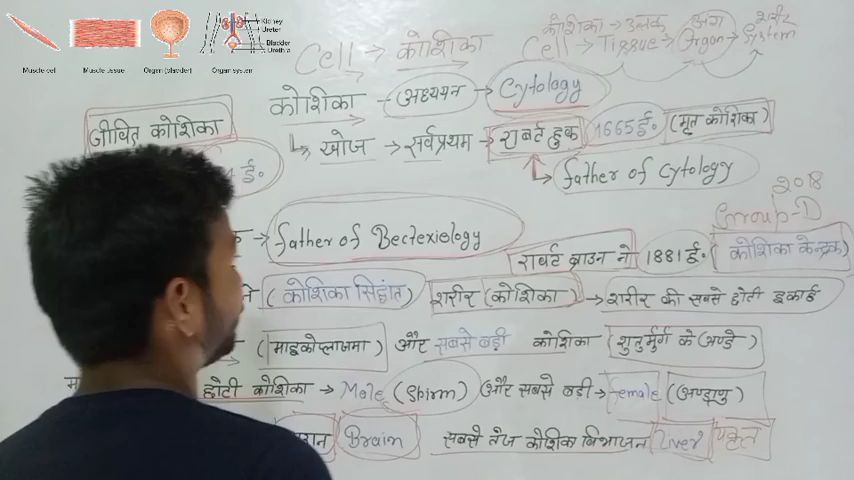 Kidney
Ureter
Bladder
Urethra
Muscle cell Muscle tissue Organ (bladder) Organ system
Cell → कोशिका
कोशिका → ऊतक अंग शरीर
Cell → Tissue → Organ → System
कोशिका → अध्ययन → Cytology
जीवित कोशिका
खोज → सर्वप्रथम → राबर्ट हुक 1665 ई. (मृत कोशिका)
ई.
Father of Cytology
2018
Group-D
→ Father of Bectexielogy
राबर्ट ब्राउन ने 1881 ई. (कोशिका केन्द्रक)
ने (कोशिका सिद्धांत) शरीर (कोशिका) → शरीर की सबसे छोटी इकाई
(माइकोप्लाजमा) और सबसे बड़ी कोशिका (शुतुर्मुर्ग के अण्डे)
छोटी कोशिका → Male (Spirm) और सबसे बडी → female (अण्डाणु)
Brain सबसे तेज कोशिका विभाजन Liver यकृत